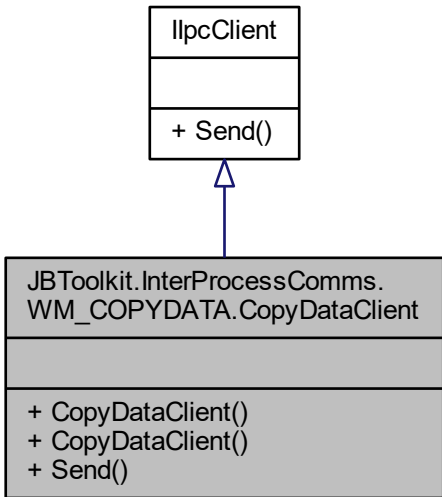 IIpcClient
+ Send()
JBToolkit.InterProcessComms.
WM_COPYDATA.CopyDataClient
+ CopyDataClient()
+ CopyDataClient()
+ Send()